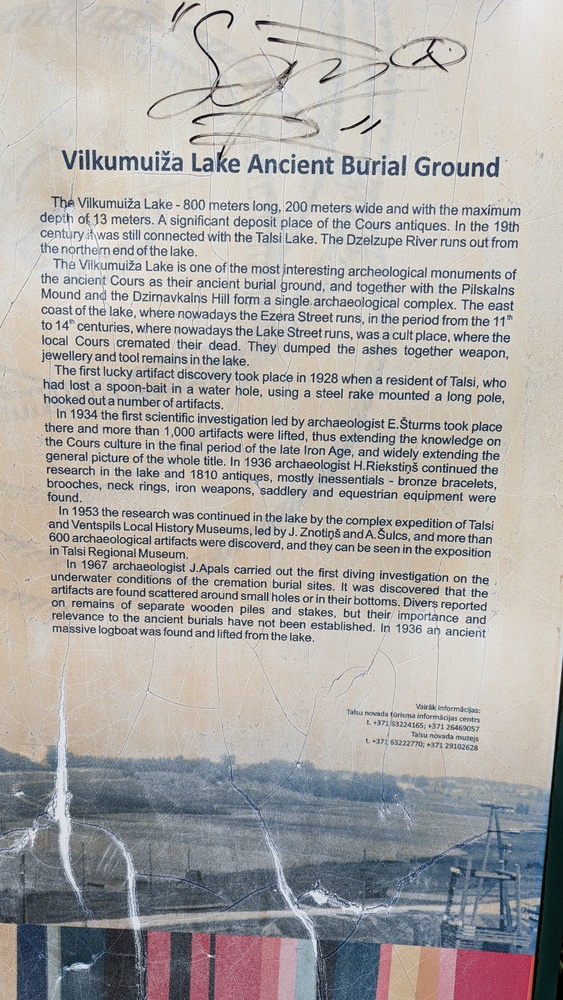 Vilkumuiža Lake Ancient Burial Ground
The Vilkumuiža Lake - 800 meters long, 200 meters wide and with the maximum
depth of 13 meters. A significant deposit place of the Cours antiques. In the 19th
century it was still connected with the Talsi Lake. The Dzelzupe River runs out from
the northern end of the lake.
The Vilkumuiža Lake is one of the most interesting archeological monuments of
the ancient Cours as their ancient burial ground, and together with the Pilskalns
Mound and the Dzirnavkalns Hill form a single archaeological complex. The east
coast of the lake, where nowadays the Ezera Street runs, in the period from the 11th
to 14th centuries, where nowadays the Lake Street runs, was a cult place, where the
local Cours cremated their dead. They dumped the ashes together weapon,
jewellery and tool remains in the lake.
The first lucky artifact discovery took place in 1928 when a resident of Talsi, who
had lost a spoon-bait in a water hole, using a steel rake mounted a long pole,
hooked out a number of artifacts.
In 1934 the first scientific investigation led by archaeologist E.Šturms took place
there and more than 1,000 artifacts were lifted, thus extending the knowledge on
the Cours culture in the final period of the late Iron Age, and widely extending the
general picture of the whole title. In 1936 archaeologist H.Riekstiņš continued the
research in the lake and 1810 antiques, mostly inessentials - bronze bracelets,
brooches, neck rings, iron weapons, saddlery and equestrian equipment were
found.
In 1953 the research was continued in the lake by the complex expedition of Talsi
and Ventspils Local History Museums, led by J. Znotiņš and A.Šulcs, and more than
600 archaeological artifacts were discoverd, and they can be seen in the exposition
in Talsi Regional Museum.
In 1967 archaeologist J.Apals carried out the first diving investigation on the
underwater conditions of the cremation burial sites. It was discovered that the
artifacts are found scattered around small holes or in their bottoms. Divers reported
on remains of separate wooden piles and stakes, but their importance and
relevance to the ancient burials have not been established. In 1936 an ancient
massive logboat was found and lifted from the lake.
Vairāk informācijas:
Talsu novada tūrisma informācijas centrs
t. +371 63224165; +371 26469057
Talsu novada muzejs
t. +371 63222770; +371 29102628